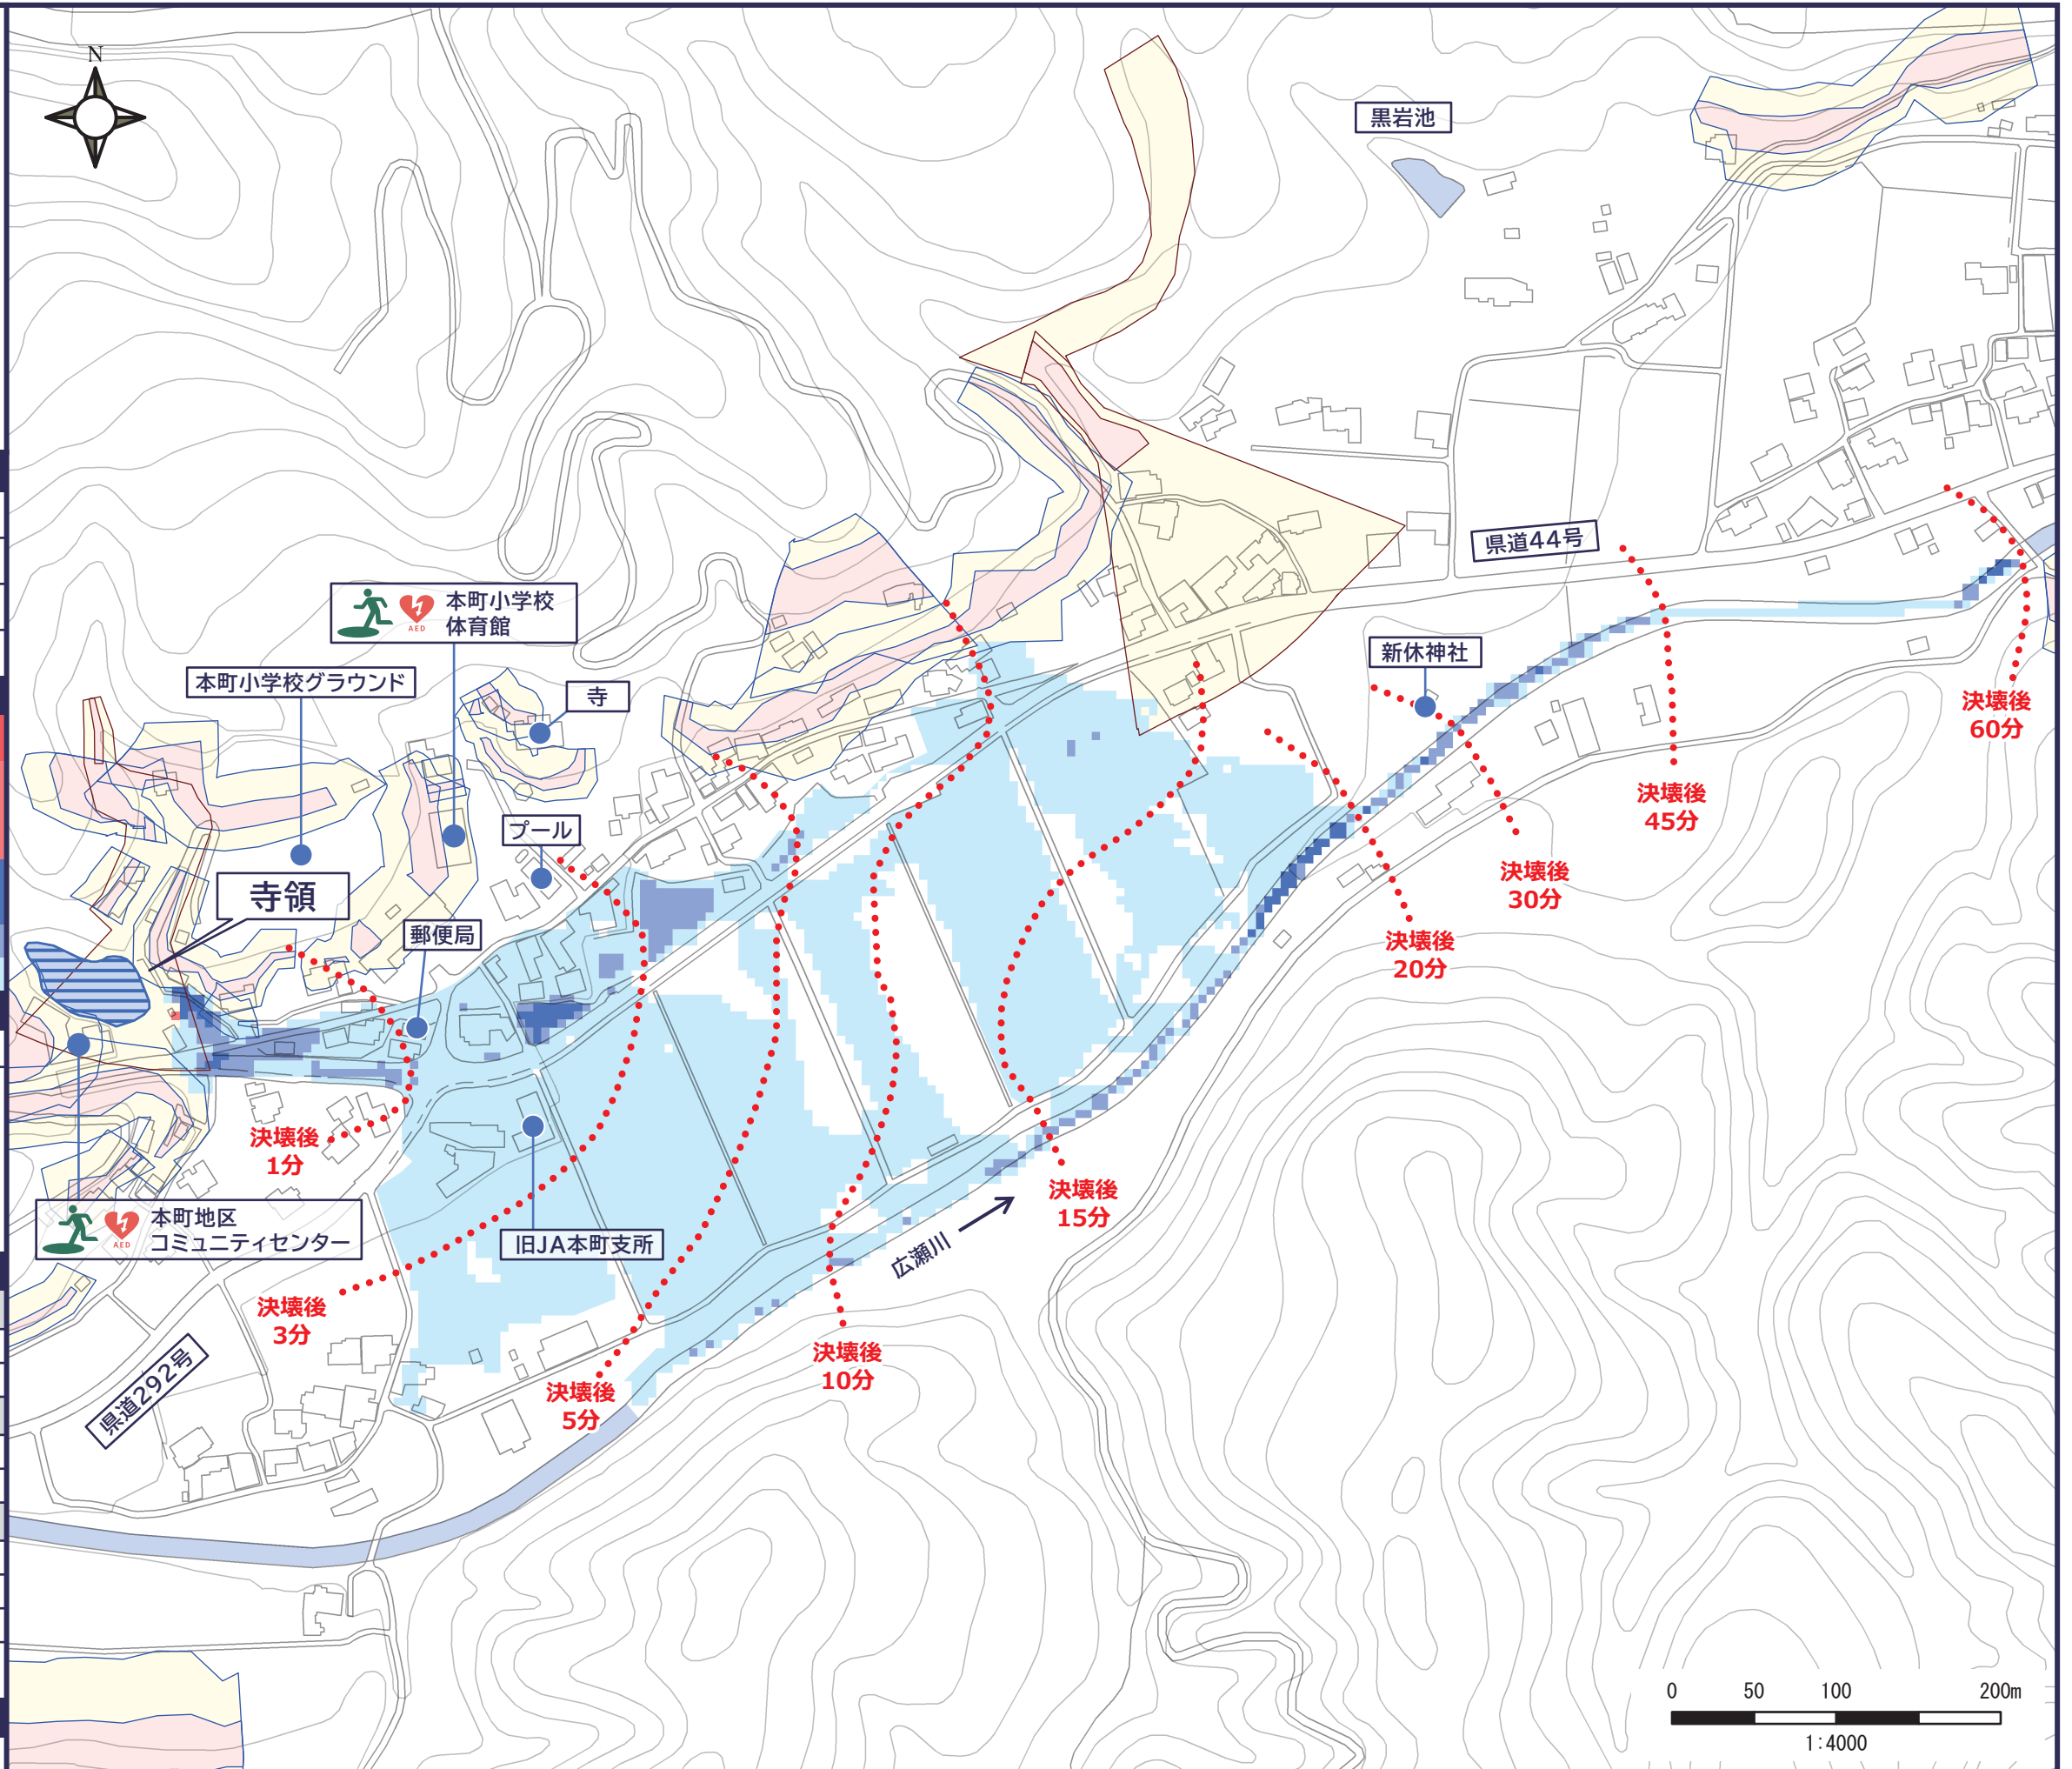 N
黒岩池
県道44号
本町小学校
体育館
AED
本町小学校グラウンド
寺
新休神社
決壊後
60分
決壊後
45分
プール
寺領
決壊後
30分
郵便局
決壊後
20分
決壊後
1分
決壊後
15分
本町地区
コミュニティセンター
AED
旧JA本町支所
広瀬川
決壊後
3分
決壊後
10分
県道292号
決壊後
5分
0 50 100 200m
1:4000